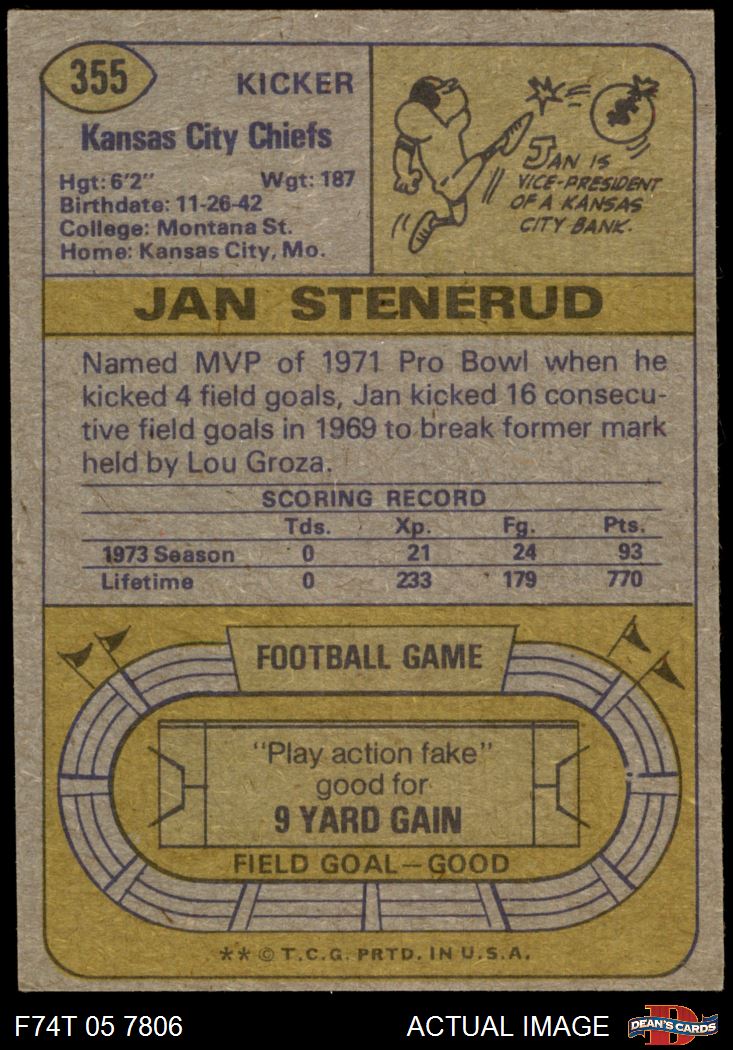 355
KICKER
Kansas City Chiefs
Hgt: 6'2" Wgt: 187
Birthdate: 11-26-42
College: Montana St.
Home: Kansas City, Mo.
JAN IS
VICE-PRESIDENT
OF A KANSAS
CITY BANK.
JAN STENERUD
Named MVP of 1971 Pro Bowl when he
kicked 4 field goals, Jan kicked 16 consecu-
tive field goals in 1969 to break former mark
held by Lou Groza.
SCORING RECORD
Tds. Xp. Fg. Pts.
1973 Season 0 21 24 93
Lifetime 0 233 179 770
FOOTBALL GAME
"Play action fake"
good for
9 YARD GAIN
FIELD GOAL—GOOD
** © T.C.G. PRTD. IN U.S.A.
F74T 05 7806 ACTUAL IMAGE
D
DEAN'S CARDS